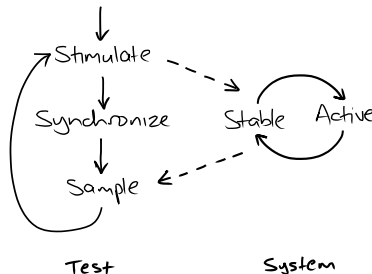 Stimulate
Synchronize
Stable
Active
Sample
Test
System